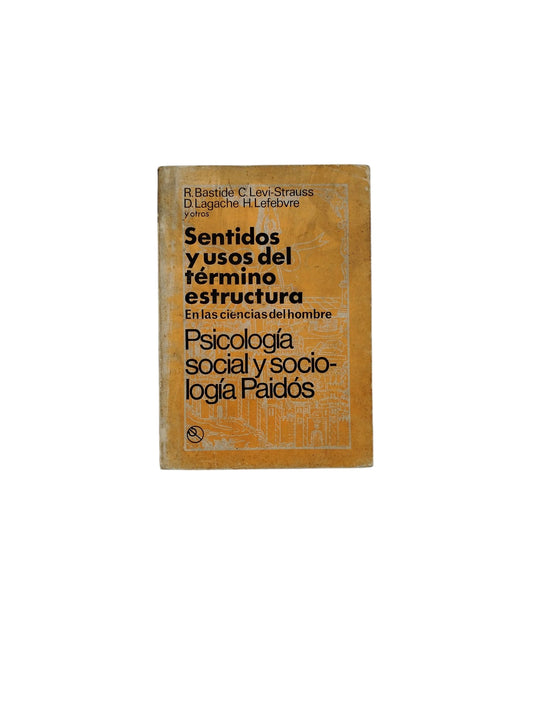 R. Bastide C. Levi-Strauss
D. Lagache H. Lefebvre
y otros
Sentidos
y usos del
término
estructura
En las ciencias del hombre
Psicología
social y socio-
logía Paidós